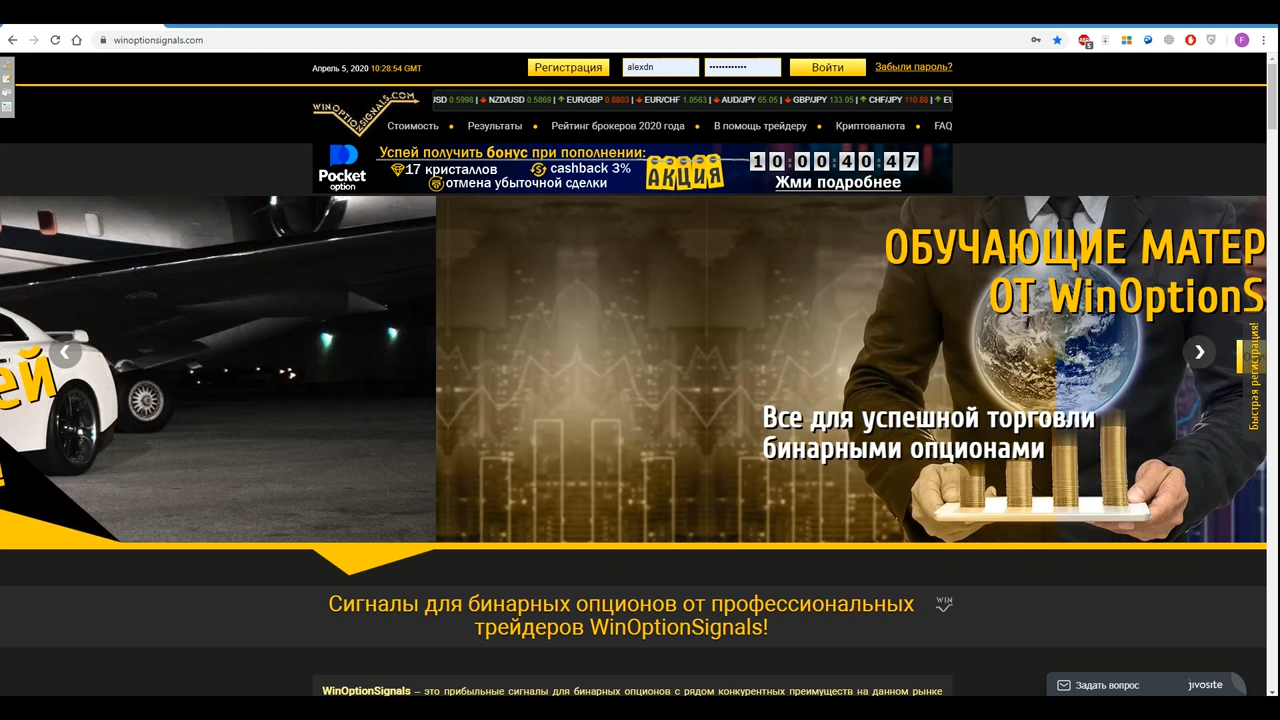 winoptionsignals.com
Апрель 5, 2020 10:28:54 GMT
Регистрация
alexdn
••••••••••••
Войти
Забыли пароль?
WINOPTIONSIGNALS.COM
JSD 0.5998 | NZD/USD 0.5869 | EUR/GBP 0.8803 | EUR/CHF 1.0563 | AUD/JPY 65.05 | GBP/JPY 133.05 | CHF/JPY 110.88 | EU
Стоимость • Результаты • Рейтинг брокеров 2020 года • В помощь трейдеру • Криптовалюта • FAQ
Pocket
option
Успей получить бонус при пополнении:
17 кристаллов
cashback 3%
отмена убыточной сделки
АКЦИЯ
10:00:40:47
Жми подробнее
ей
ОБУЧАЮЩИЕ МАТЕР
ОТ WinOptionS
Быстрая регистрация!
Все для успешной торговли
бинарными опционами
Сигналы для бинарных опционов от профессиональных
трейдеров WinOptionSignals!
WIN
WinOptionSignals – это прибыльные сигналы для бинарных опционов с рядом конкурентных преимуществ на данном рынке
Задать вопрос
jivosite